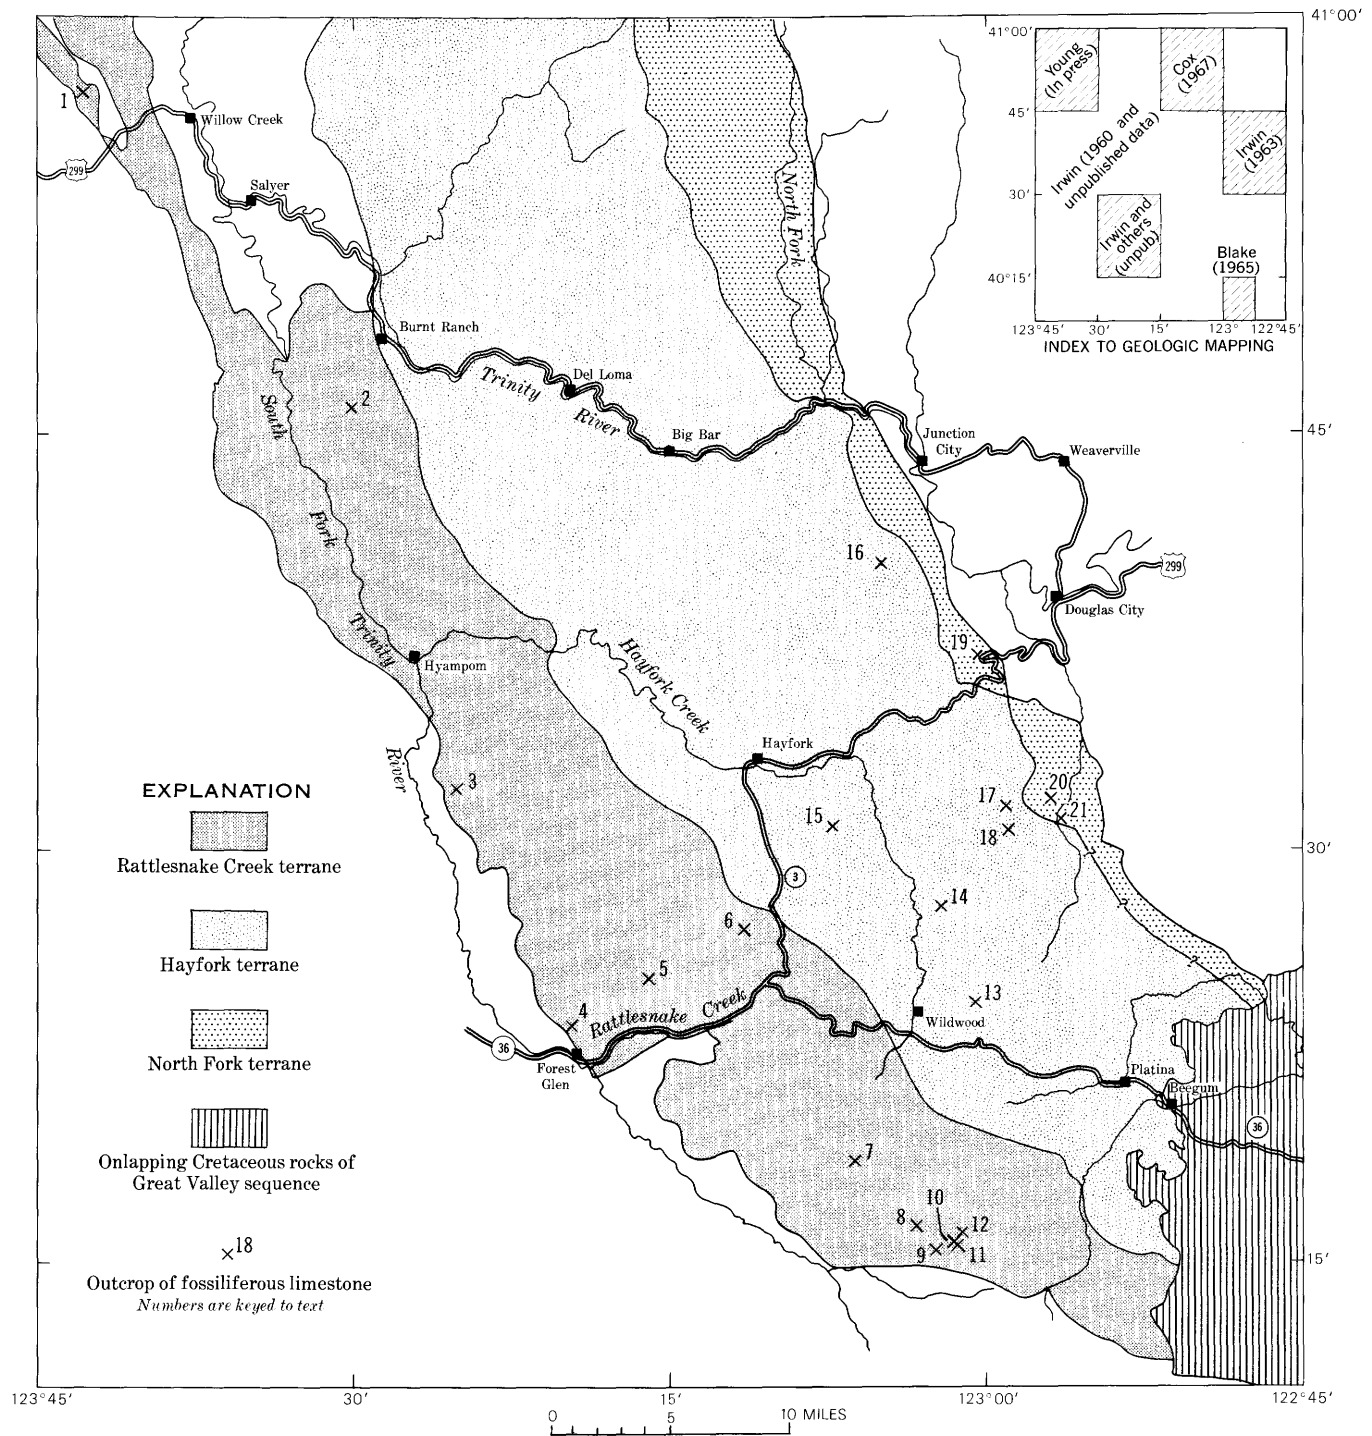 41°00′
41°00′
45′
30′
40°15′
Young
(In press)
Cox
(1967)
Irwin (1960 and
unpublished data)
Irwin
(1963)
Irwin and
others
(unpub.)
Blake
(1965)
123°45′
30′
15′
123°
122°45′
INDEX TO GEOLOGIC MAPPING
1
299
Willow Creek
Salyer
North Fork
Burnt Ranch
2
Del Loma
Trinity
River
Big Bar
Junction
City
Weaverville
45′
South
Fork
Trinity
River
16
299
Douglas City
19
Hyampom
Hayfork Creek
Hayfork
3
15
17
18
20
21
?
?
?
30′
3
14
6
5
13
4
Rattlesnake Creek
Wildwood
36
Forest
Glen
Platina
Beegum
36
7
8
10
12
9
11
15′
EXPLANATION
Rattlesnake Creek terrane
Hayfork terrane
North Fork terrane
Onlapping Cretaceous rocks of
Great Valley sequence
18
Outcrop of fossiliferous limestone
Numbers are keyed to text
123°45′
30′
15′
123°00′
122°45′
0
5
10 MILES